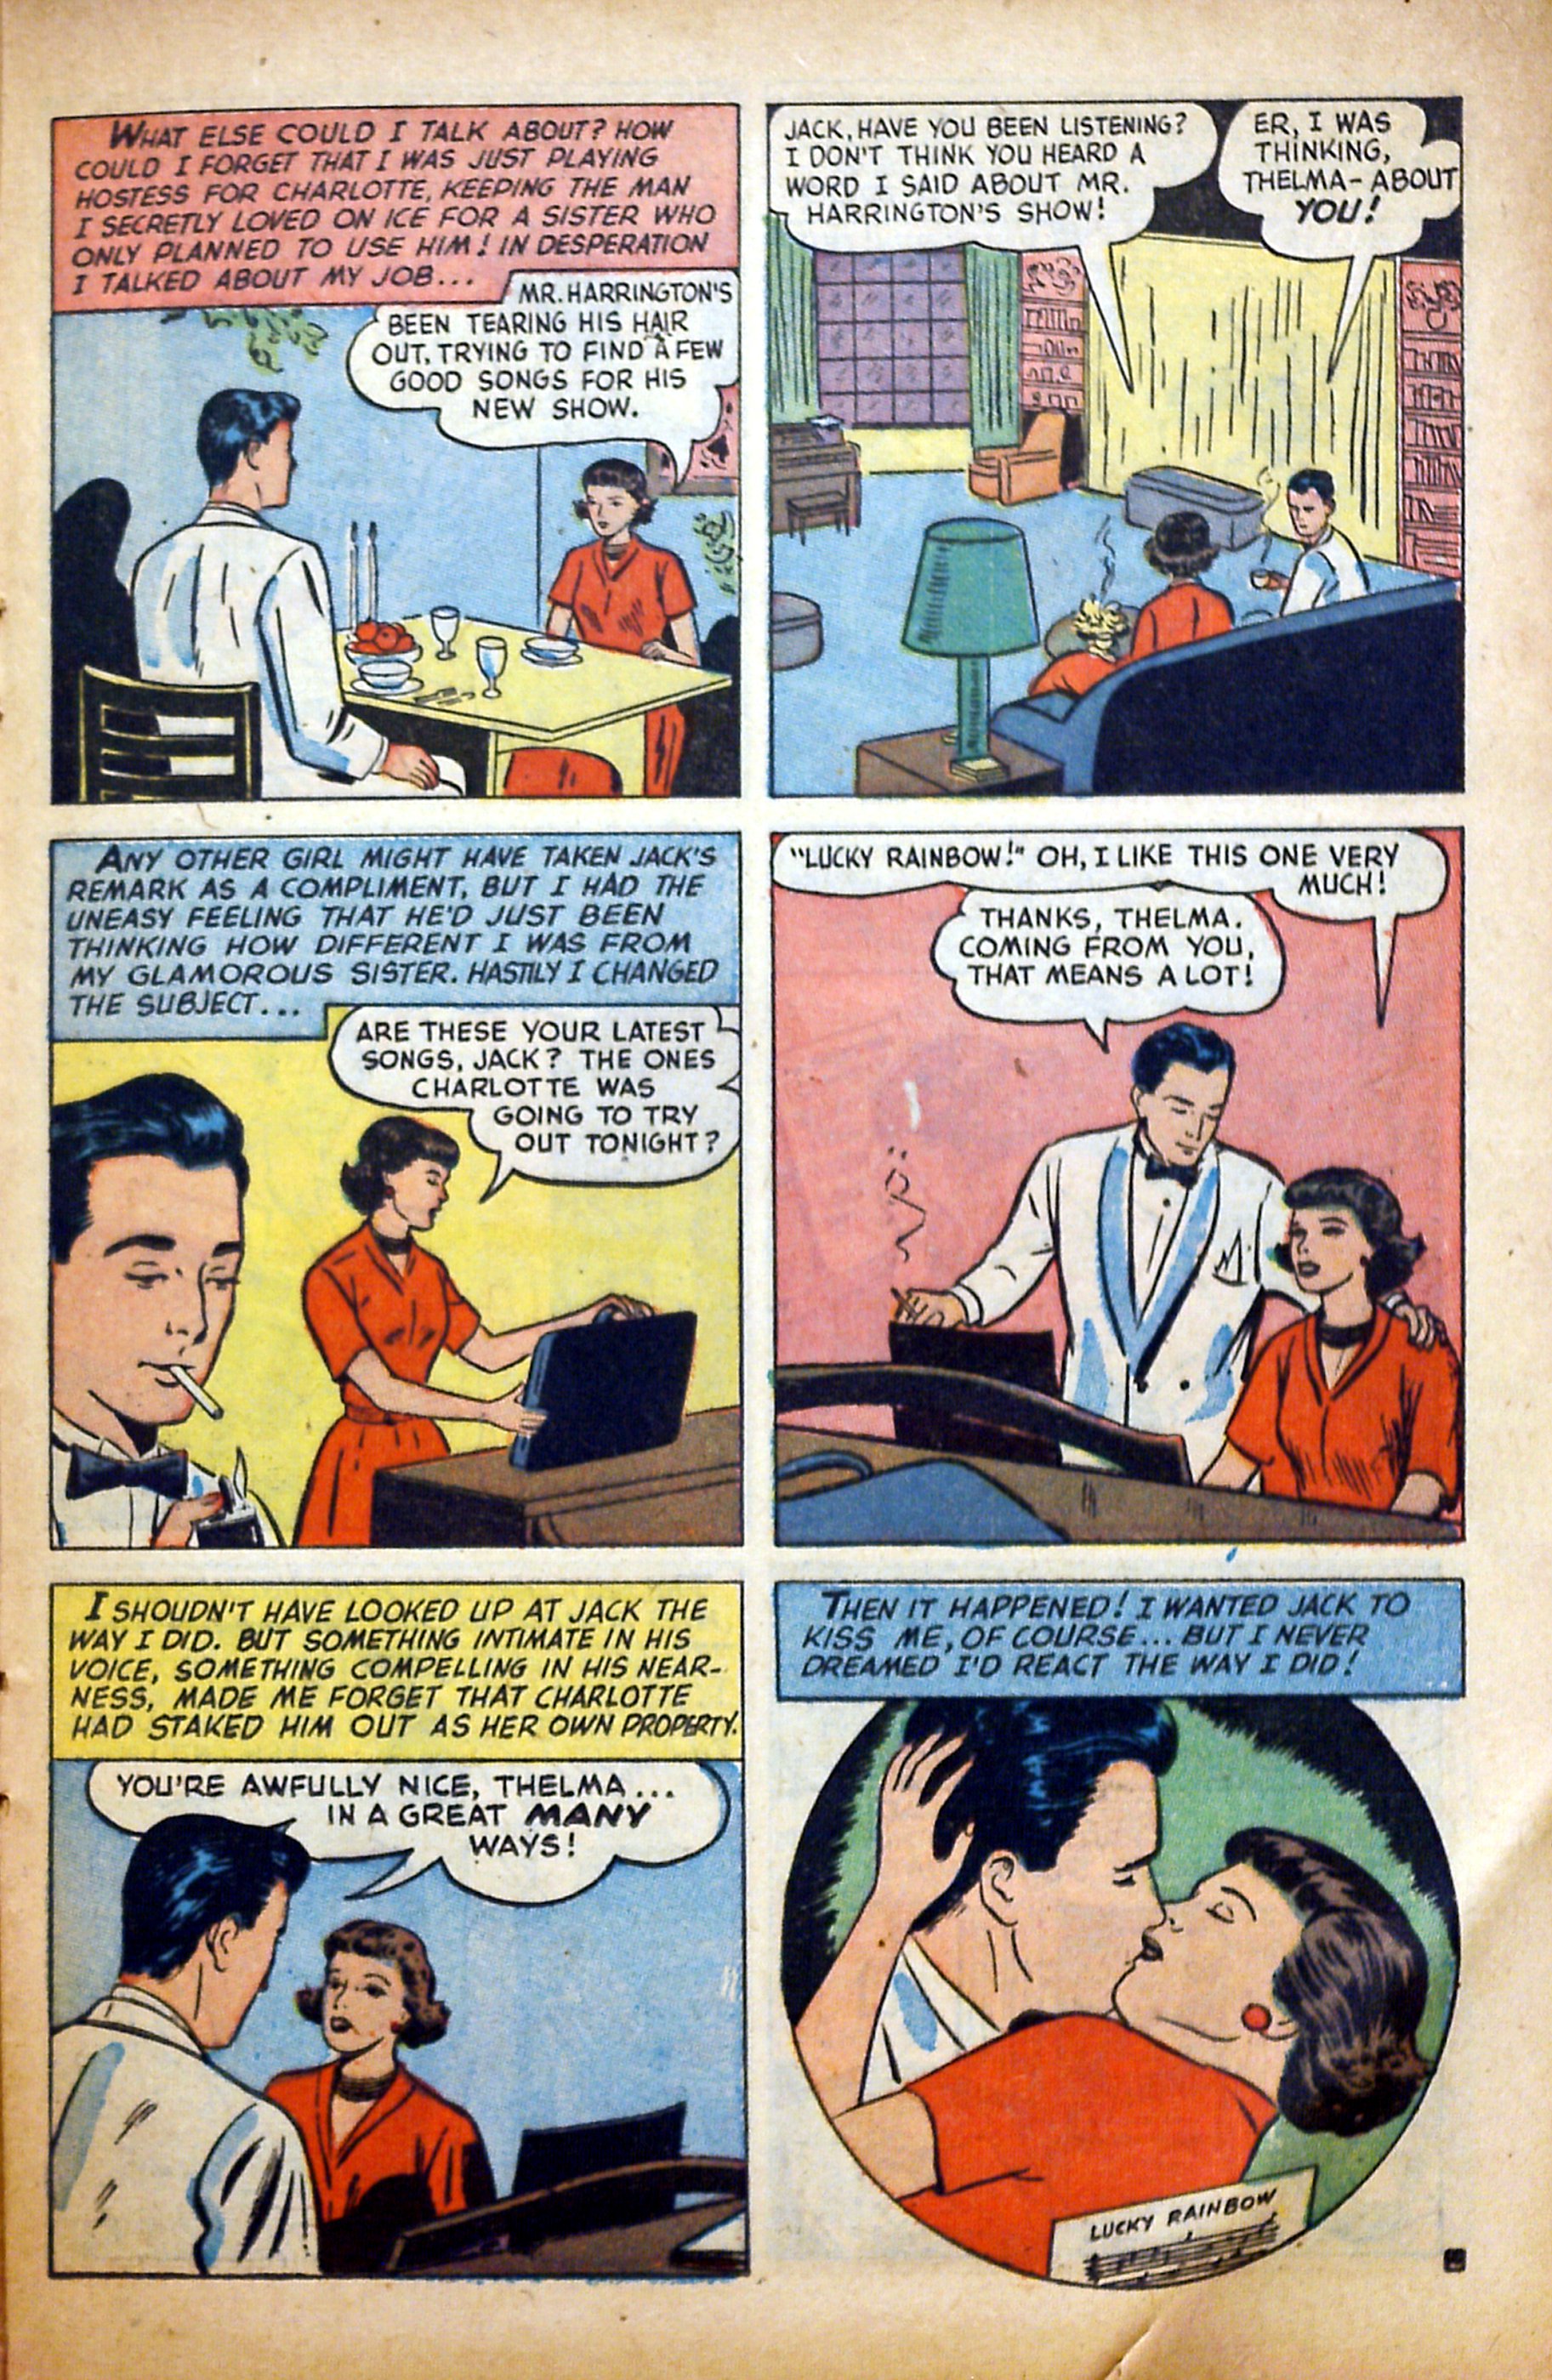 WHAT ELSE COULD I TALK ABOUT? HOW
COULD I FORGET THAT I WAS JUST PLAYING
HOSTESS FOR CHARLOTTE, KEEPING THE MAN
I SECRETLY LOVED ON ICE FOR A SISTER WHO
ONLY PLANNED TO USE HIM! IN DESPERATION
I TALKED ABOUT MY JOB...
MR. HARRINGTON'S
BEEN TEARING HIS HAIR
OUT, TRYING TO FIND A FEW
GOOD SONGS FOR HIS
NEW SHOW.
JACK, HAVE YOU BEEN LISTENING?
I DON'T THINK YOU HEARD A
WORD I SAID ABOUT MR.
HARRINGTON'S SHOW!
ER, I WAS
THINKING,
THELMA- ABOUT
YOU!
ANY OTHER GIRL MIGHT HAVE TAKEN JACK'S
REMARK AS A COMPLIMENT, BUT I HAD THE
UNEASY FEELING THAT HE'D JUST BEEN
THINKING HOW DIFFERENT I WAS FROM
MY GLAMOROUS SISTER. HASTILY I CHANGED
THE SUBJECT...
ARE THESE YOUR LATEST
SONGS, JACK? THE ONES
CHARLOTTE WAS
GOING TO TRY
OUT TONIGHT?
"LUCKY RAINBOW!" OH, I LIKE THIS ONE VERY
MUCH!
THANKS, THELMA.
COMING FROM YOU,
THAT MEANS A LOT!
I SHOUDN'T HAVE LOOKED UP AT JACK THE
WAY I DID. BUT SOMETHING INTIMATE IN HIS
VOICE, SOMETHING COMPELLING IN HIS NEAR-
NESS, MADE ME FORGET THAT CHARLOTTE
HAD STAKED HIM OUT AS HER OWN PROPERTY.
YOU'RE AWFULLY NICE, THELMA...
IN A GREAT MANY
WAYS!
THEN IT HAPPENED! I WANTED JACK TO
KISS ME, OF COURSE... BUT I NEVER
DREAMED I'D REACT THE WAY I DID!
LUCKY RAINBOW